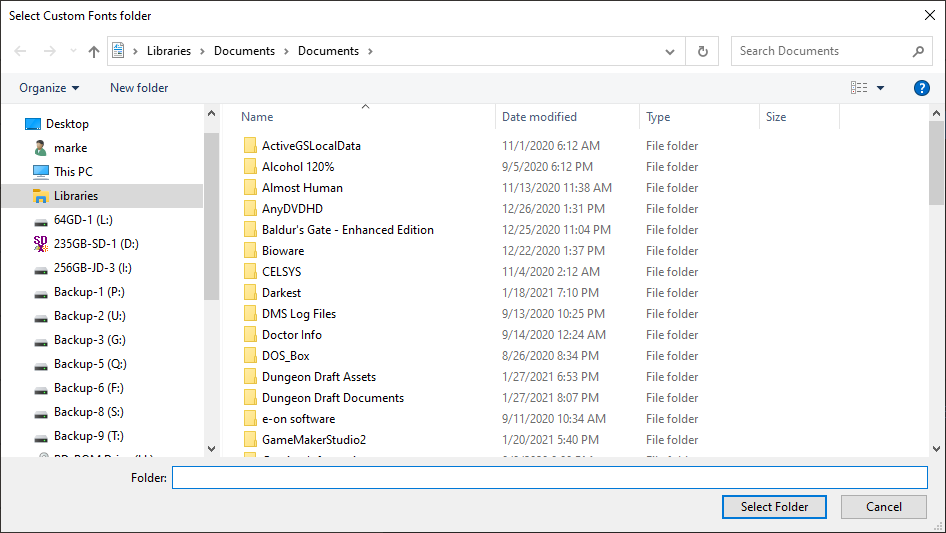 Select Custom Fonts folder
Libraries Documents Documents
Search Documents
Organize New folder
?
Name Date modified Type Size
Desktop
marke
This PC
Libraries
64GD-1 (L:)
235GB-SD-1 (D:)
256GB-JD-3 (I:)
Backup-1 (P:)
Backup-2 (U:)
Backup-3 (G:)
Backup-5 (Q:)
Backup-6 (F:)
Backup-8 (S:)
Backup-9 (T:)
ActiveGSLocalData 11/1/2020 6:12 AM File folder
Alcohol 120% 9/5/2020 6:12 PM File folder
Almost Human 11/13/2020 11:38 AM File folder
AnyDVDHD 12/26/2020 1:31 PM File folder
Baldur's Gate - Enhanced Edition 12/25/2020 11:04 PM File folder
Bioware 12/22/2020 1:37 PM File folder
CELSYS 11/4/2020 2:12 AM File folder
Darkest 1/18/2021 7:10 PM File folder
DMS Log Files 9/13/2020 10:25 PM File folder
Doctor Info 9/14/2020 12:24 AM File folder
DOS_Box 8/26/2020 8:34 PM File folder
Dungeon Draft Assets 1/27/2021 6:53 PM File folder
Dungeon Draft Documents 1/27/2021 8:07 PM File folder
e-on software 9/11/2020 10:34 AM File folder
GameMakerStudio2 1/20/2021 5:40 PM File folder
Folder:
Select Folder Cancel